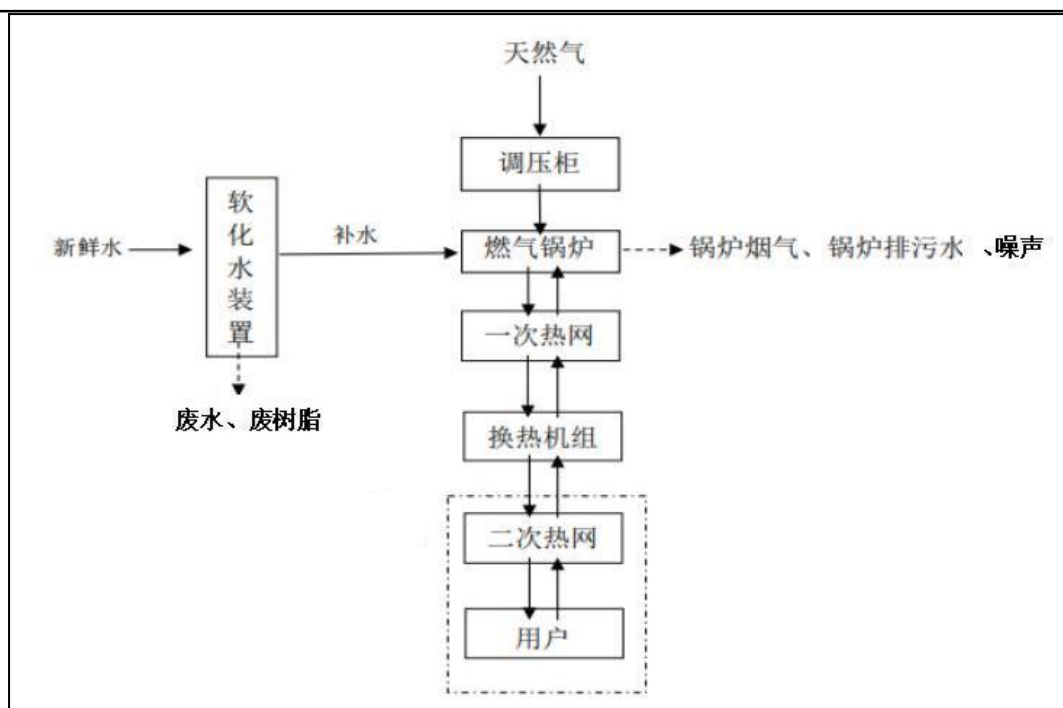 天然气
调压柜
新鲜水
软化水装置
补水
燃气锅炉
锅炉烟气、锅炉排污水 、噪声
一次热网
废水、废树脂
换热机组
二次热网
用户